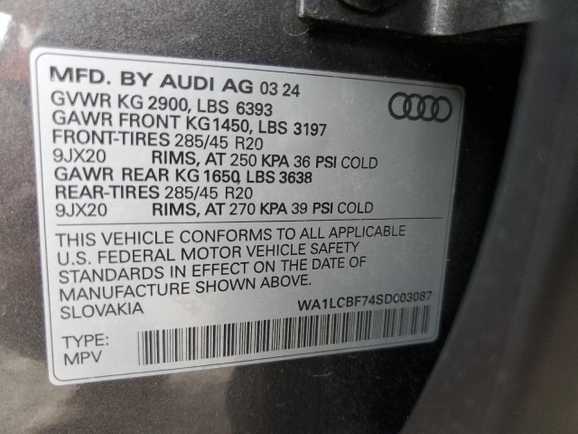 MFD. BY AUDI AG 03 24
GVWR KG 2900, LBS 6393
GAWR FRONT KG1450, LBS 3197
FRONT-TIRES 285/45 R20
9JX20 RIMS, AT 250 KPA 36 PSI COLD
GAWR REAR KG 1650, LBS 3638
REAR-TIRES 285/45 R20
9JX20 RIMS, AT 270 KPA 39 PSI COLD
THIS VEHICLE CONFORMS TO ALL APPLICABLE
U.S. FEDERAL MOTOR VEHICLE SAFETY
STANDARDS IN EFFECT ON THE DATE OF
MANUFACTURE SHOWN ABOVE.
SLOVAKIA WA1LCBF74SD003087
TYPE:
MPV